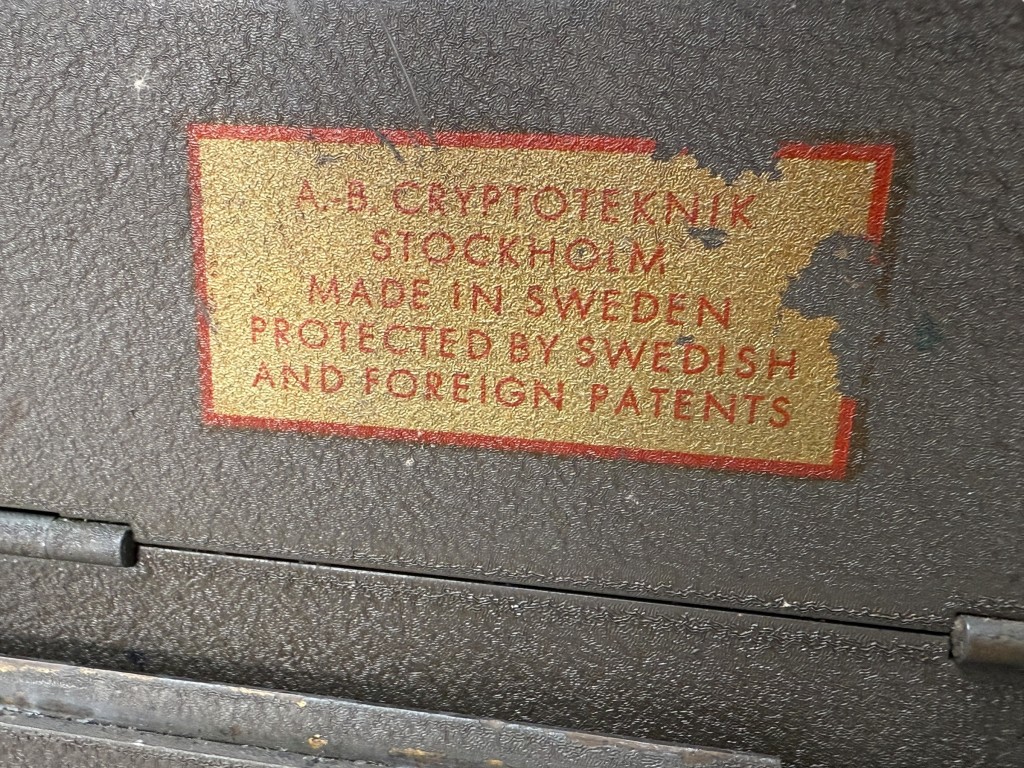 A.-B. CRYPTOTEKNIK
STOCKHOLM
MADE IN SWEDEN
PROTECTED BY SWEDISH
AND FOREIGN PATENTS